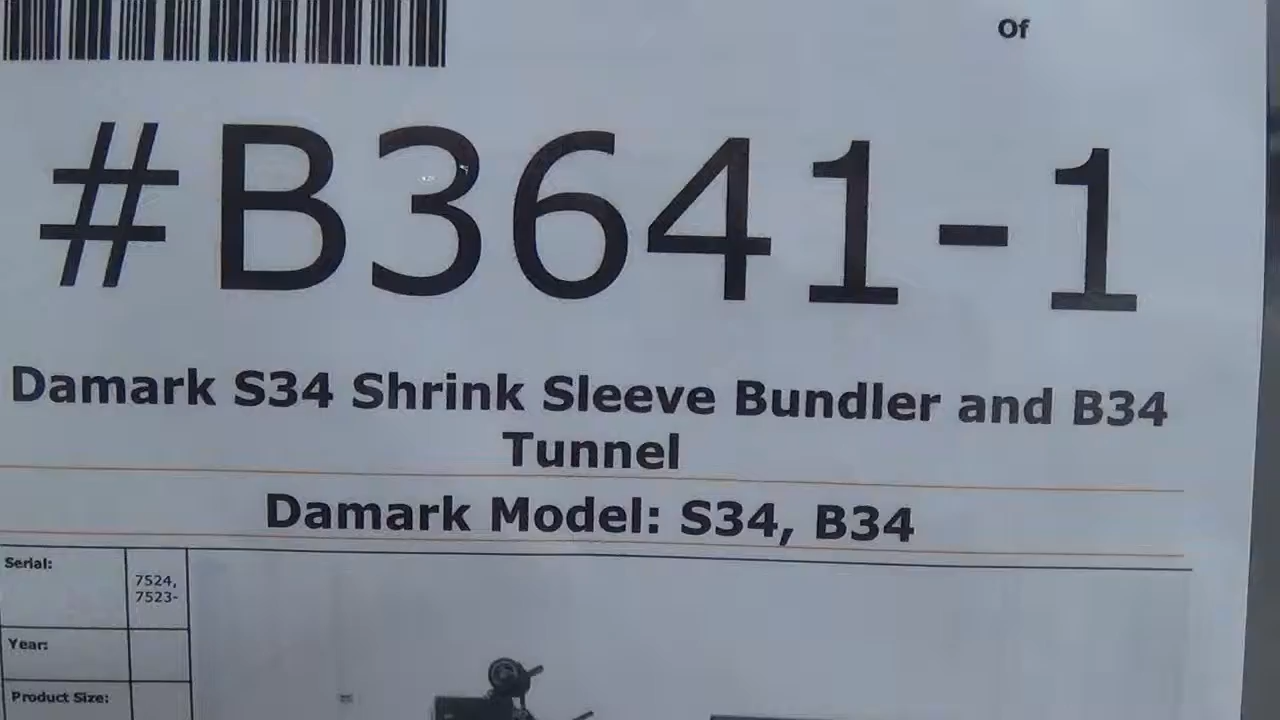 Of
#B3641-1
Damark S34 Shrink Sleeve Bundler and B34
Tunnel
Damark Model: S34, B34
Serial:
7524,
7523-
Year:
Product Size: